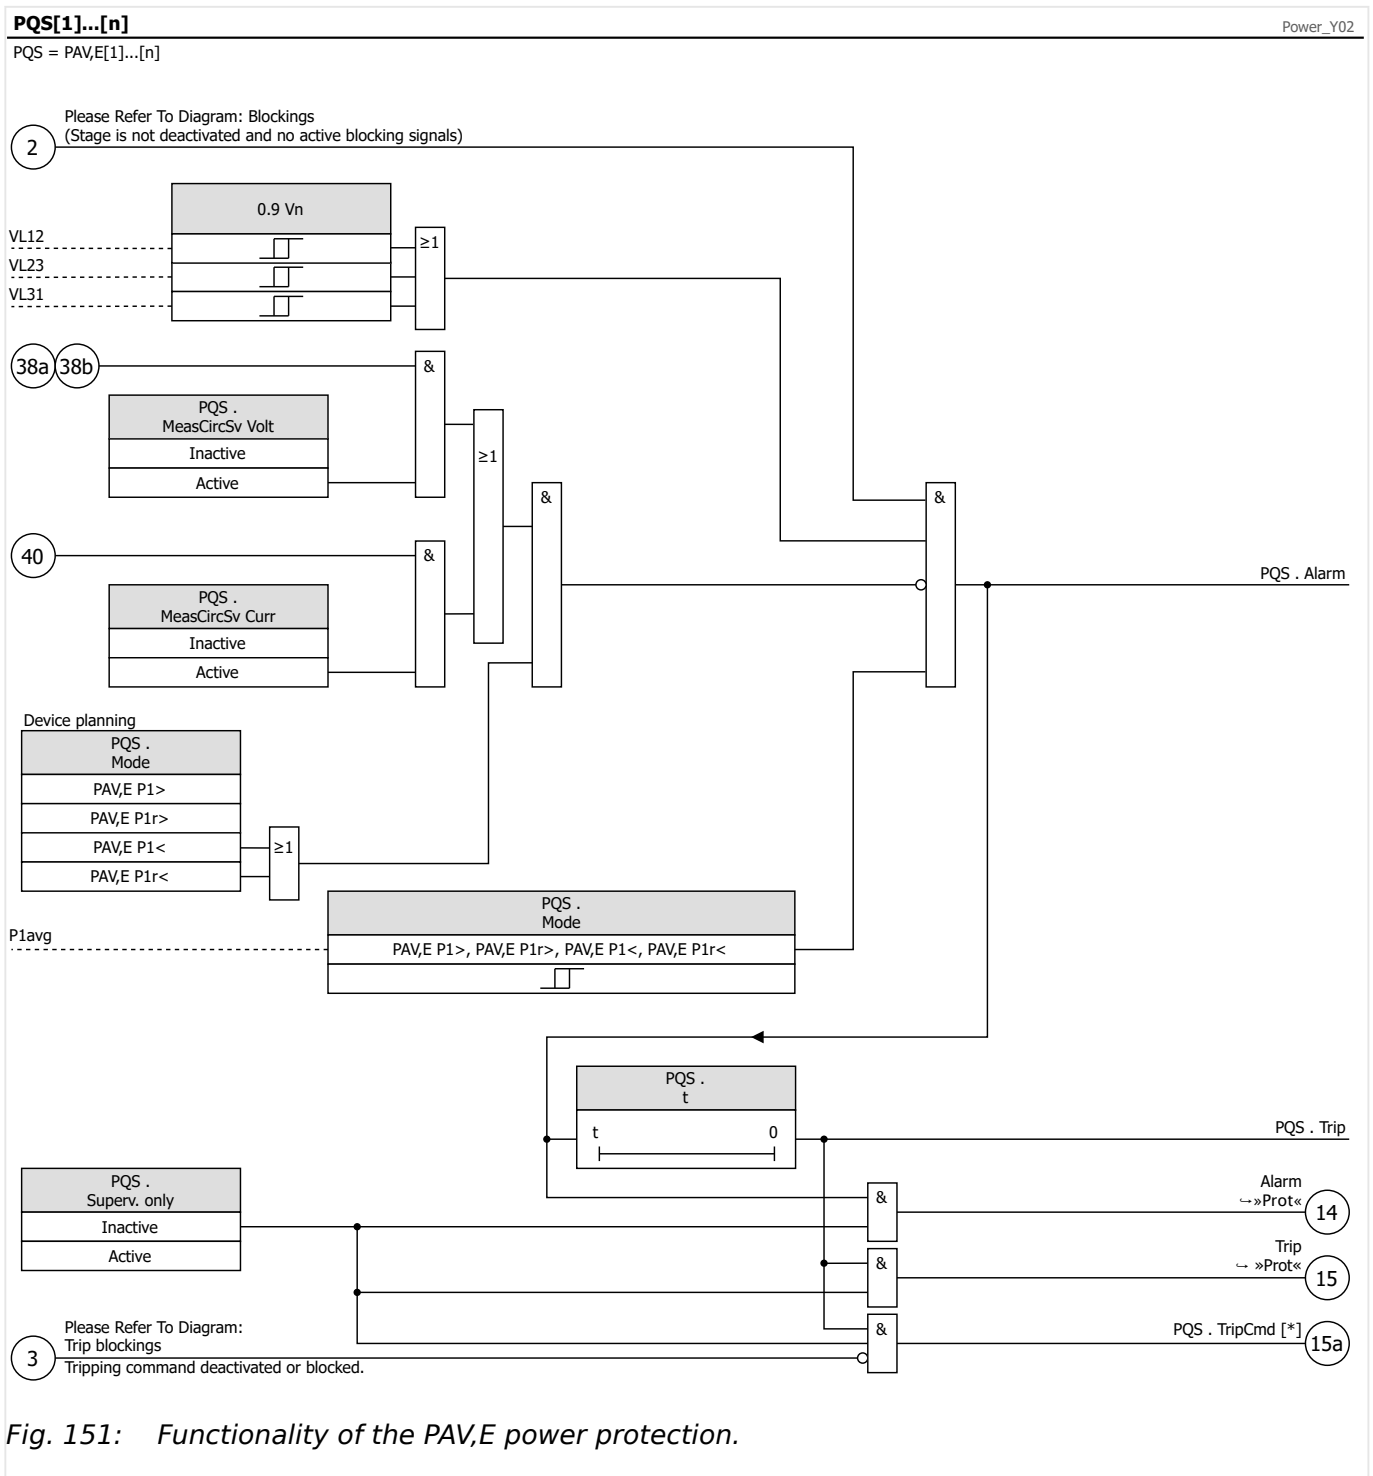 PQS[1]...[n]
Power_Y02
PQS = PAV,E[1]...[n]
Please Refer To Diagram: Blockings
(Stage is not deactivated and no active blocking signals)
2
0.9 Vn
VL12
VL23
VL31
≥1
38a
38b
&
PQS .
MeasCircSv Volt
Inactive
Active
≥1
&
&
40
&
PQS .
MeasCircSv Curr
Inactive
Active
PQS . Alarm
Device planning
PQS .
Mode
PAV,E P1>
PAV,E P1r>
PAV,E P1<
PAV,E P1r<
≥1
PQS .
Mode
P1avg
PAV,E P1>, PAV,E P1r>, PAV,E P1<, PAV,E P1r<
PQS .
t
t
0
PQS . Trip
PQS .
Superv. only
Inactive
Active
&
Alarm
↪»Prot«
14
&
Trip
↪ »Prot«
15
Please Refer To Diagram:
Trip blockings
3
Tripping command deactivated or blocked.
&
PQS . TripCmd [*]
15a
Fig. 151: Functionality of the PAV,E power protection.